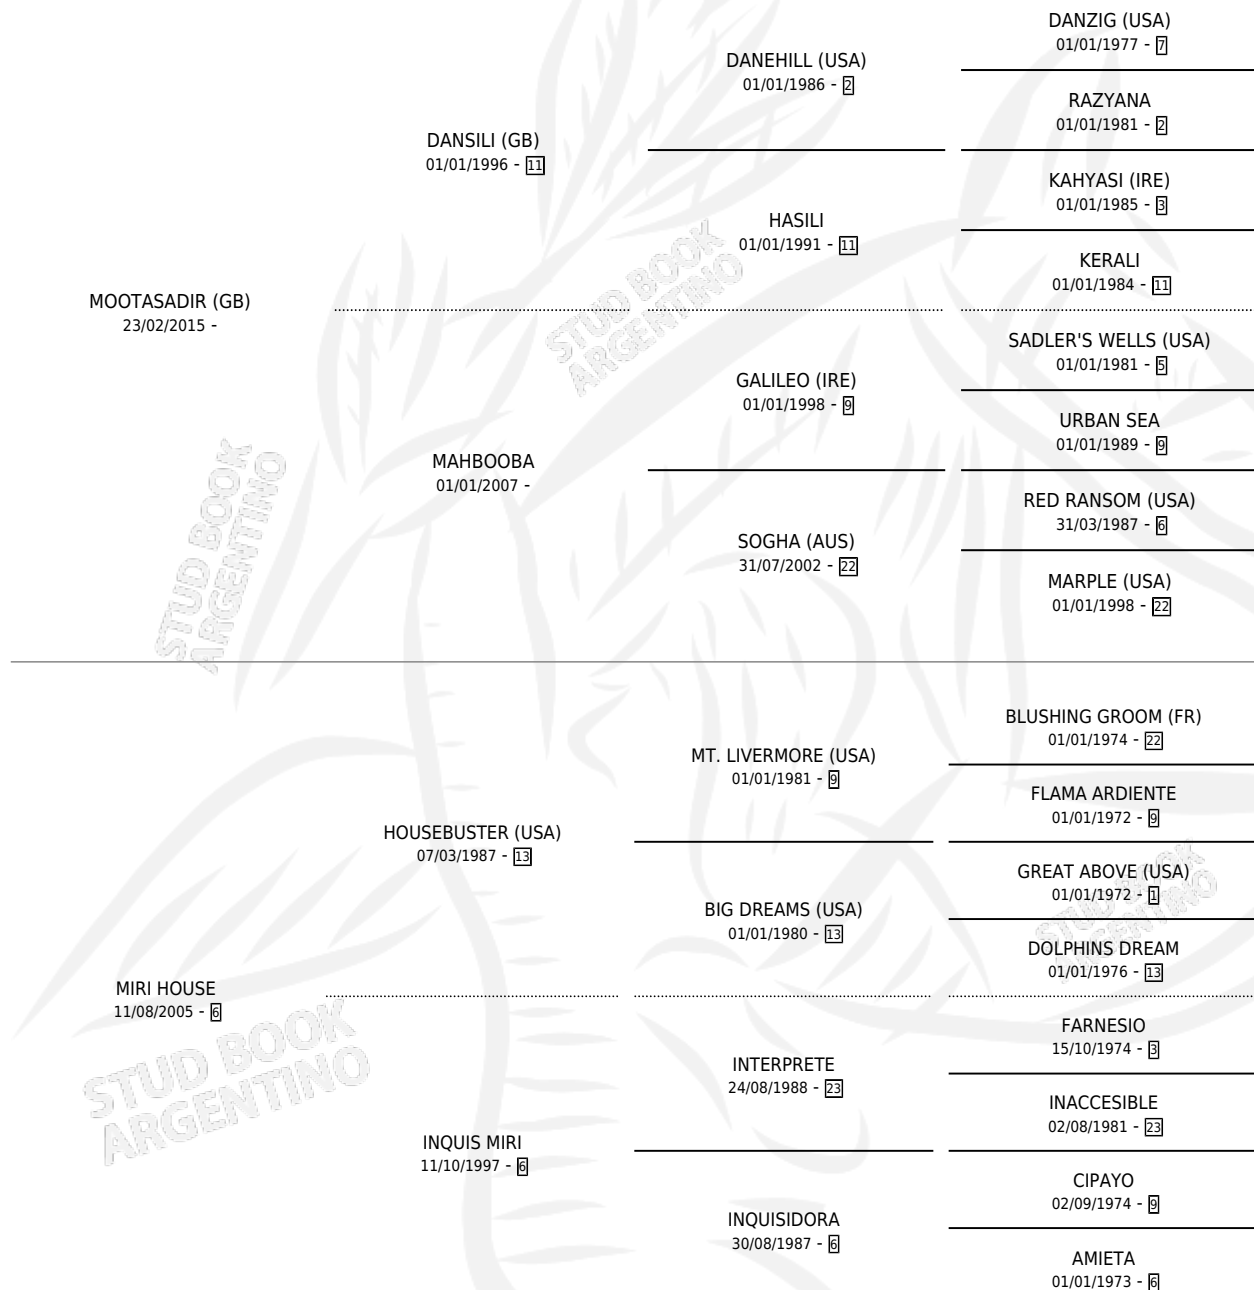 DANZIG (USA)
01/01/1977 - 7
DANEHILL (USA)
01/01/1986 - 2
RAZYANA
01/01/1981 - 2
DANSILI (GB)
01/01/1996 - 11
KAHYASI (IRE)
01/01/1985 - 3
HASILI
01/01/1991 - 11
KERALI
01/01/1984 - 11
MOOTASADIR (GB)
23/02/2015 -
STUD BOOK
ARGENTINO
SADLER'S WELLS (USA)
01/01/1981 - 5
GALILEO (IRE)
01/01/1998 - 9
URBAN SEA
01/01/1989 - 9
MAHBOOBA
01/01/2007 -
RED RANSOM (USA)
31/03/1987 - 6
SOGHA (AUS)
31/07/2002 - 22
MARPLE (USA)
01/01/1998 - 22
STUD BOOK
ARGENTINO
BLUSHING GROOM (FR)
01/01/1974 - 22
MT. LIVERMORE (USA)
01/01/1981 - 9
FLAMA ARDIENTE
01/01/1972 - 9
HOUSEBUSTER (USA)
07/03/1987 - 13
GREAT ABOVE (USA)
01/01/1972 - 1
BIG DREAMS (USA)
01/01/1980 - 13
STUD BOOK
ARGENTINO
DOLPHINS DREAM
01/01/1976 - 13
MIRI HOUSE
11/08/2005 - 6
FARNESIO
15/10/1974 - 3
INTERPRETE
24/08/1988 - 23
INACCESIBLE
02/08/1981 - 23
STUD BOOK
ARGENTINO
INQUIS MIRI
11/10/1997 - 6
CIPAYO
02/09/1974 - 9
INQUISIDORA
30/08/1987 - 6
AMIETA
01/01/1973 - 6